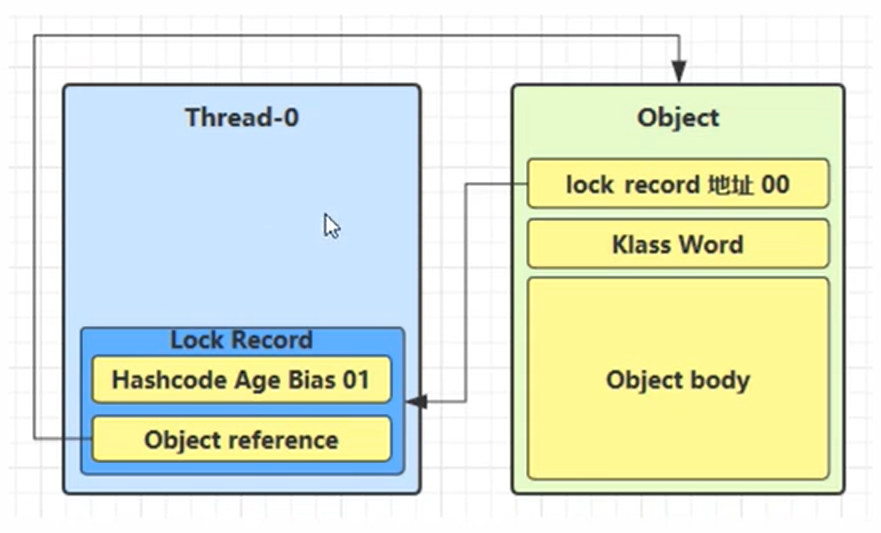 Thread-0
Lock Record
Hashcode Age Bias 01
Object reference
Object
lock record 地址 00
Klass Word
Object body